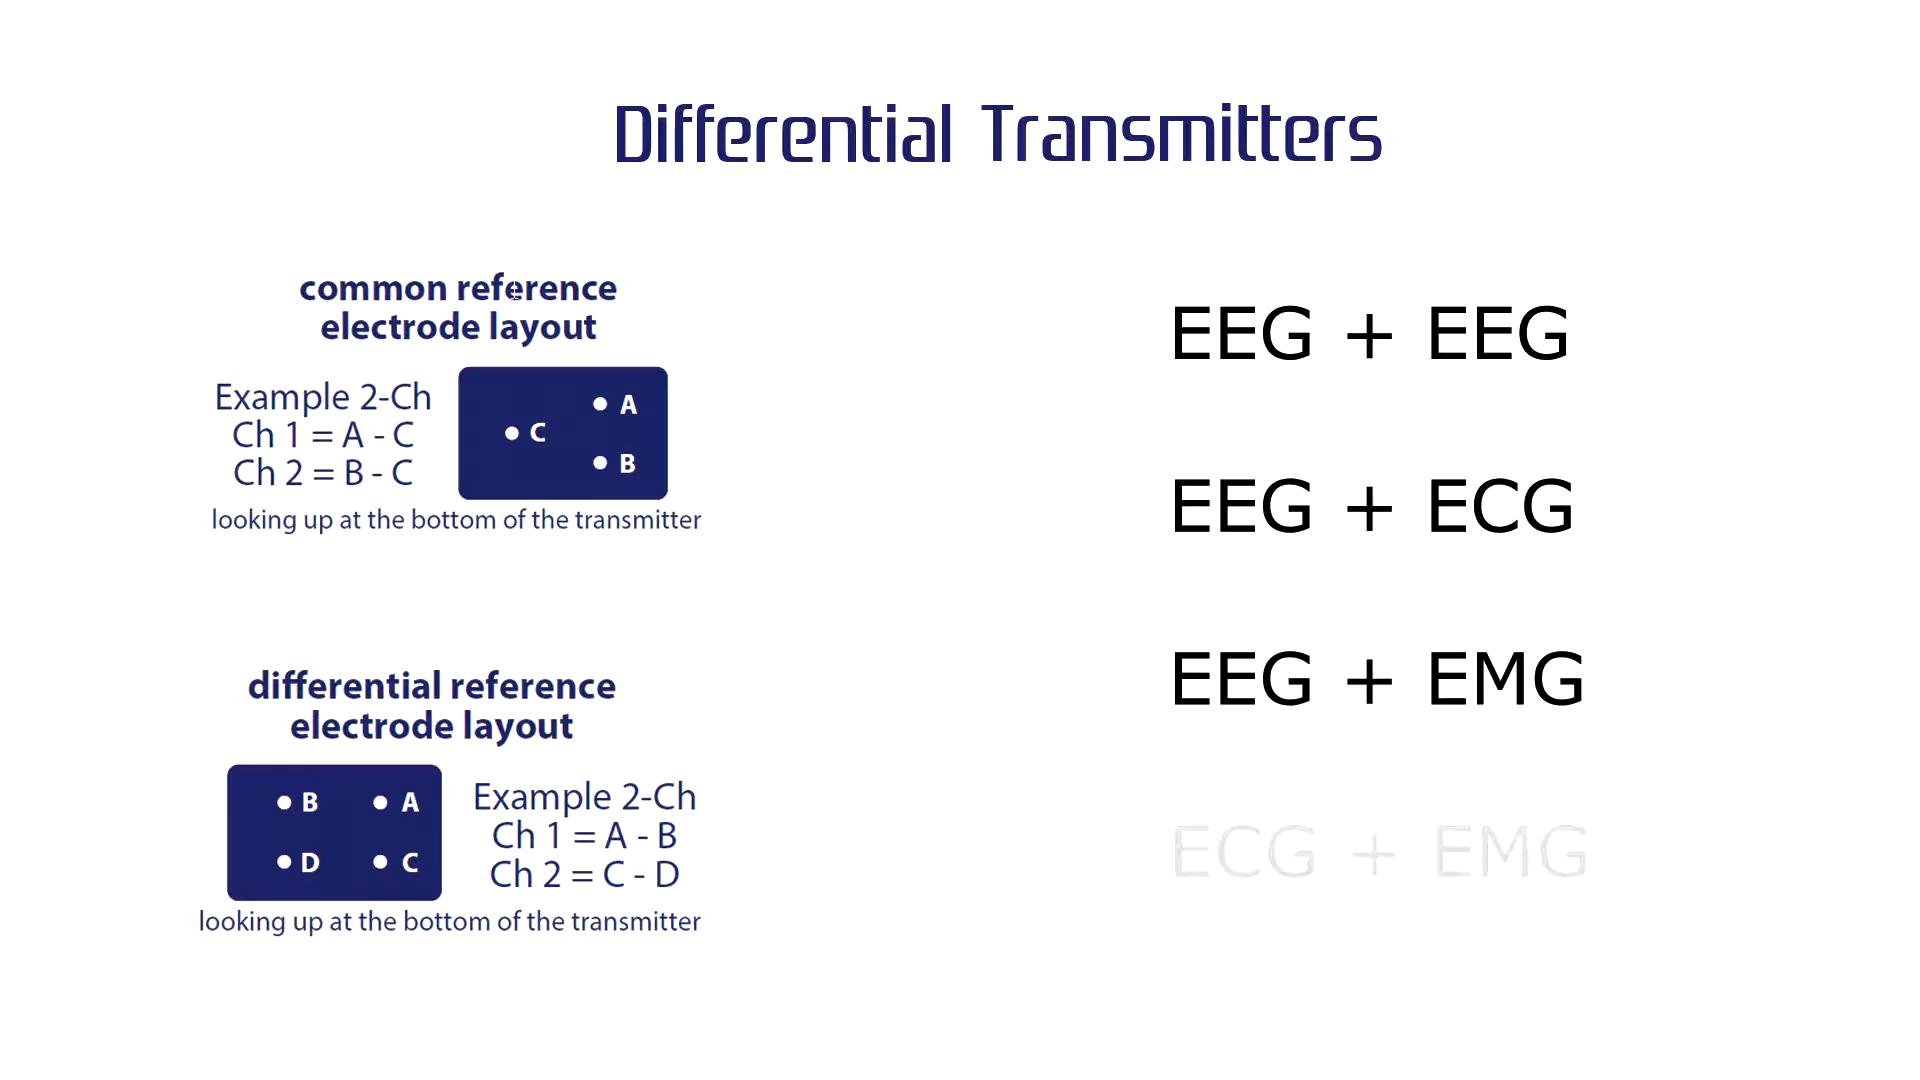 Differential Transmitters
common reference
electrode layout
Example 2-Ch
Ch 1 = A - C
Ch 2 = B - C
A
C
B
looking up at the bottom of the transmitter
differential reference
electrode layout
B A
D C
Example 2-Ch
Ch 1 = A - B
Ch 2 = C - D
looking up at the bottom of the transmitter
EEG + EEG
EEG + ECG
EEG + EMG
ECG + EMG